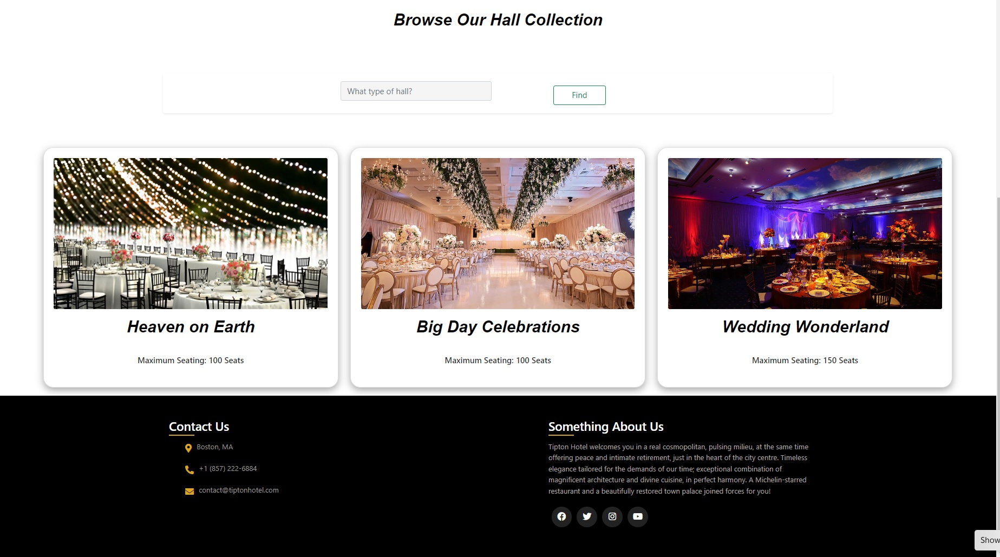 Browse Our Hall Collection
What type of hall?
Find
Heaven on Earth
Maximum Seating: 100 Seats
Big Day Celebrations
Maximum Seating: 100 Seats
Wedding Wonderland
Maximum Seating: 150 Seats
Contact Us
Boston, MA
+1 (857) 222-6884
contact@tiptonhotel.com
Something About Us
Tipton Hotel welcomes you in a real cosmopolitan, pulsing milieu, at the same time
offering peace and intimate retirement, just in the heart of the city centre. Timeless
elegance tailored for the demands of our time; exceptional combination of
magnificent architecture and divine cuisine, in perfect harmony. A Michelin-starred
restaurant and a beautifully restored town palace joined forces for you!
Show